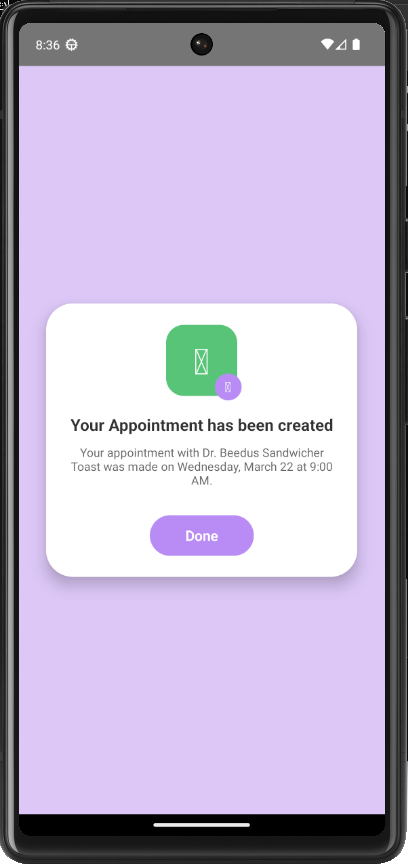 8:36
Your Appointment has been created
Your appointment with Dr. Beedus Sandwicher
Toast was made on Wednesday, March 22 at 9:00
AM.
Done